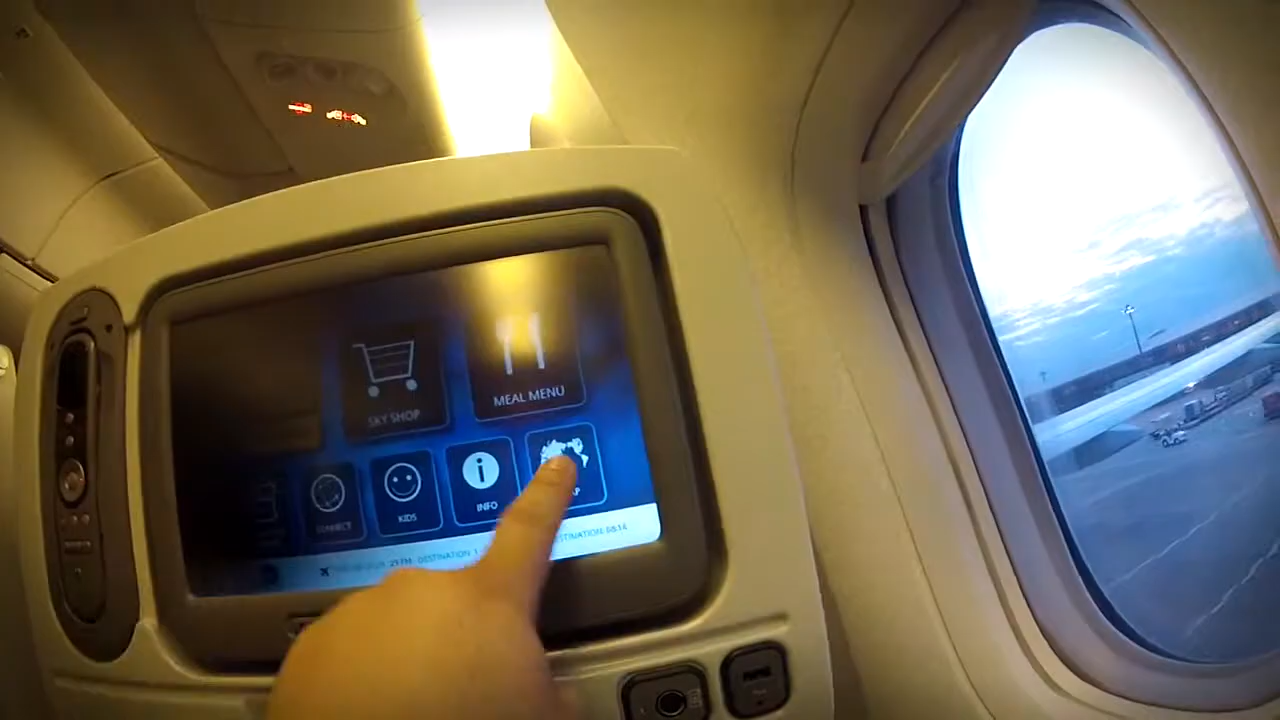 SKY SHOP
MEAL MENU
CONNECT
KIDS
INFO
DESTINATION